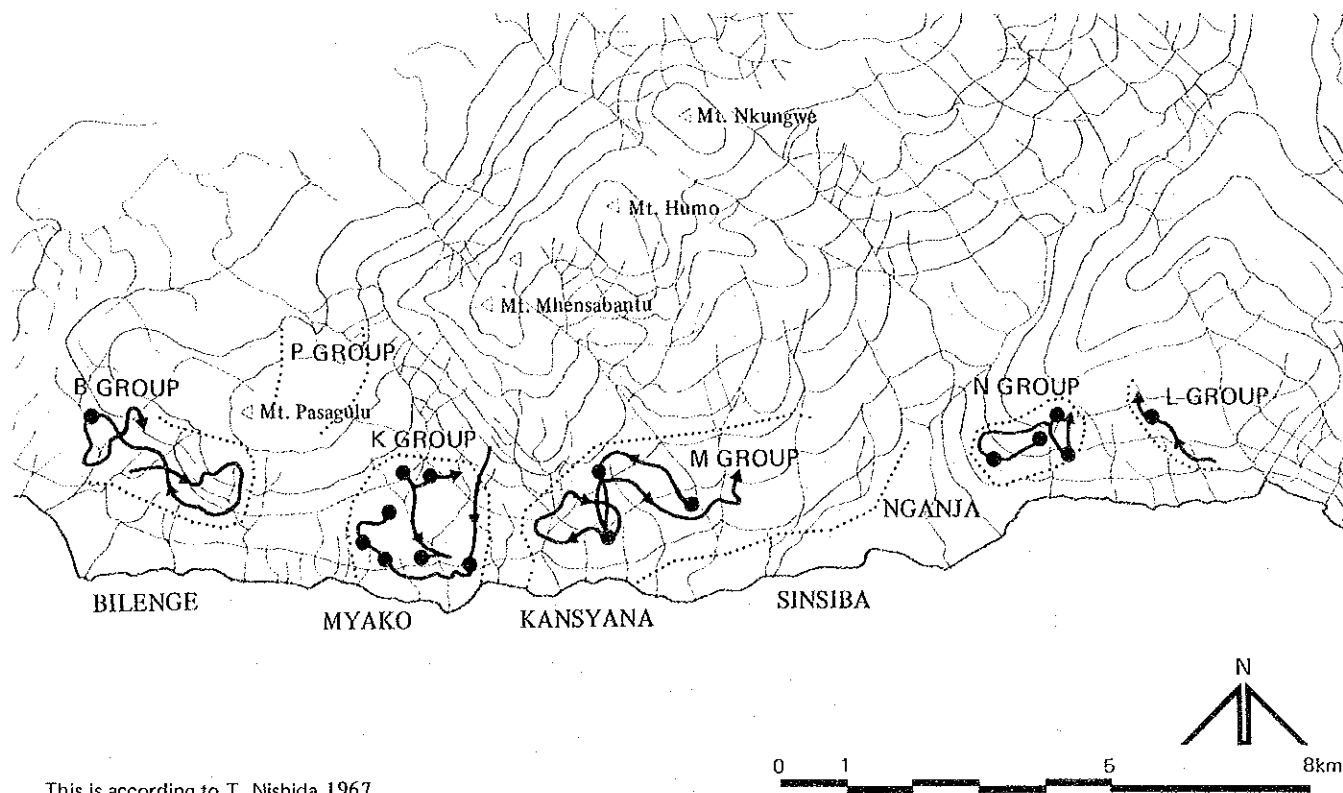 Mt. Nkungwe
Mt. Humo
Mt. Mhensabantu
P GROUP
B GROUP
Mt. Pasagulu
K GROUP
M GROUP
N GROUP
L GROUP
NGANJA
BILENGE
MYAKO
KANSYANA
SINSIBA
N
0 1 5 8km
This is according to T. Nishida 1967